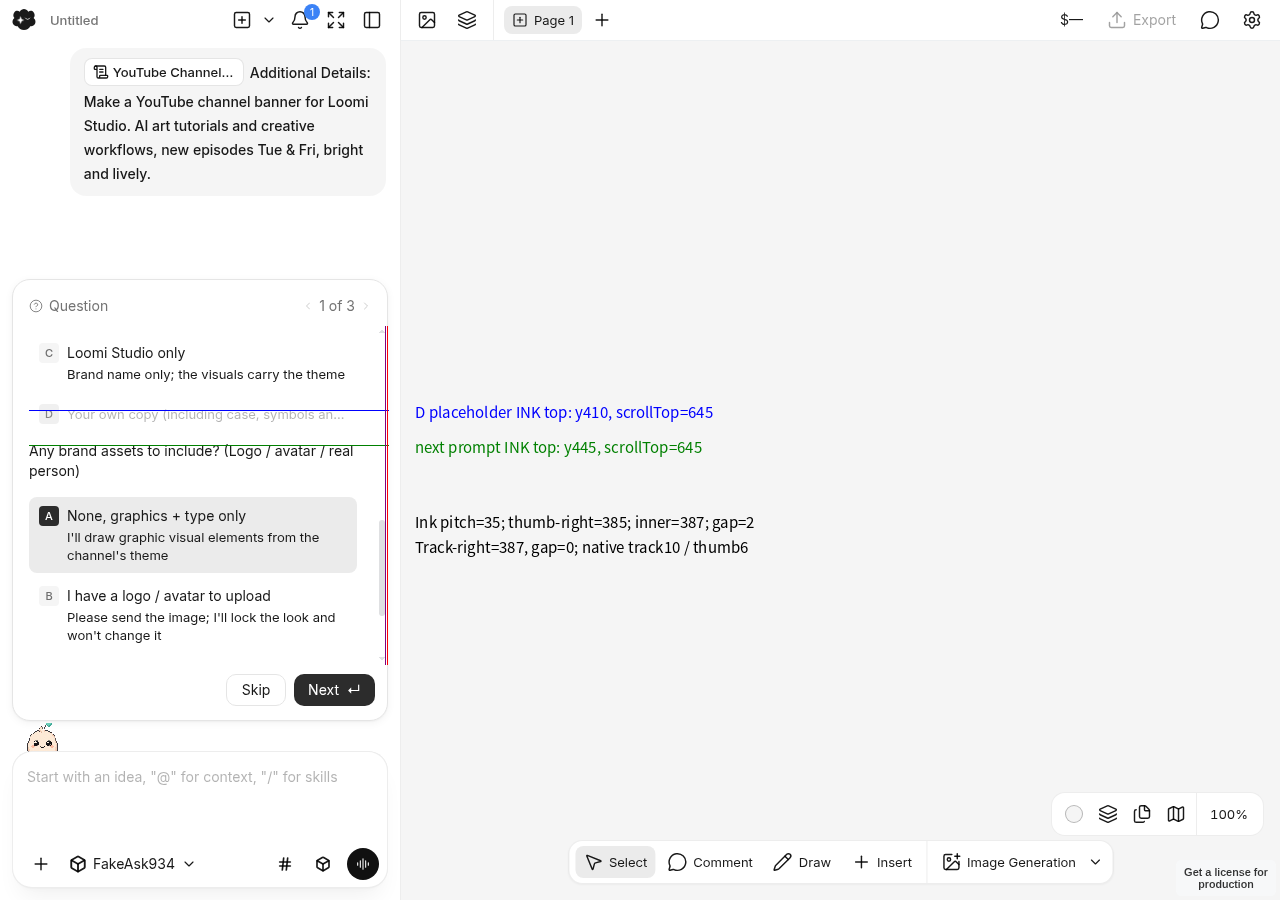 Untitled
1
Page 1
$—
Export
YouTube Channel... Additional Details:
Make a YouTube channel banner for Loomi
Studio. AI art tutorials and creative
workflows, new episodes Tue & Fri, bright
and lively.
Question
1 of 3
C Loomi Studio only
Brand name only; the visuals carry the theme
D Your own copy (including case, symbols an...
Any brand assets to include? (Logo / avatar / real
person)
A None, graphics + type only
I'll draw graphic visual elements from the
channel's theme
B I have a logo / avatar to upload
Please send the image; I'll lock the look and
won't change it
Skip
Next
Start with an idea, "@" for context, "/" for skills
FakeAsk934
D placeholder INK top: y410, scrollTop=645
next prompt INK top: y445, scrollTop=645
Ink pitch=35; thumb-right=385; inner=387; gap=2
Track-right=387, gap=0; native track10 / thumb6
100%
Select
Comment
Draw
Insert
Image Generation
Get a license for
production